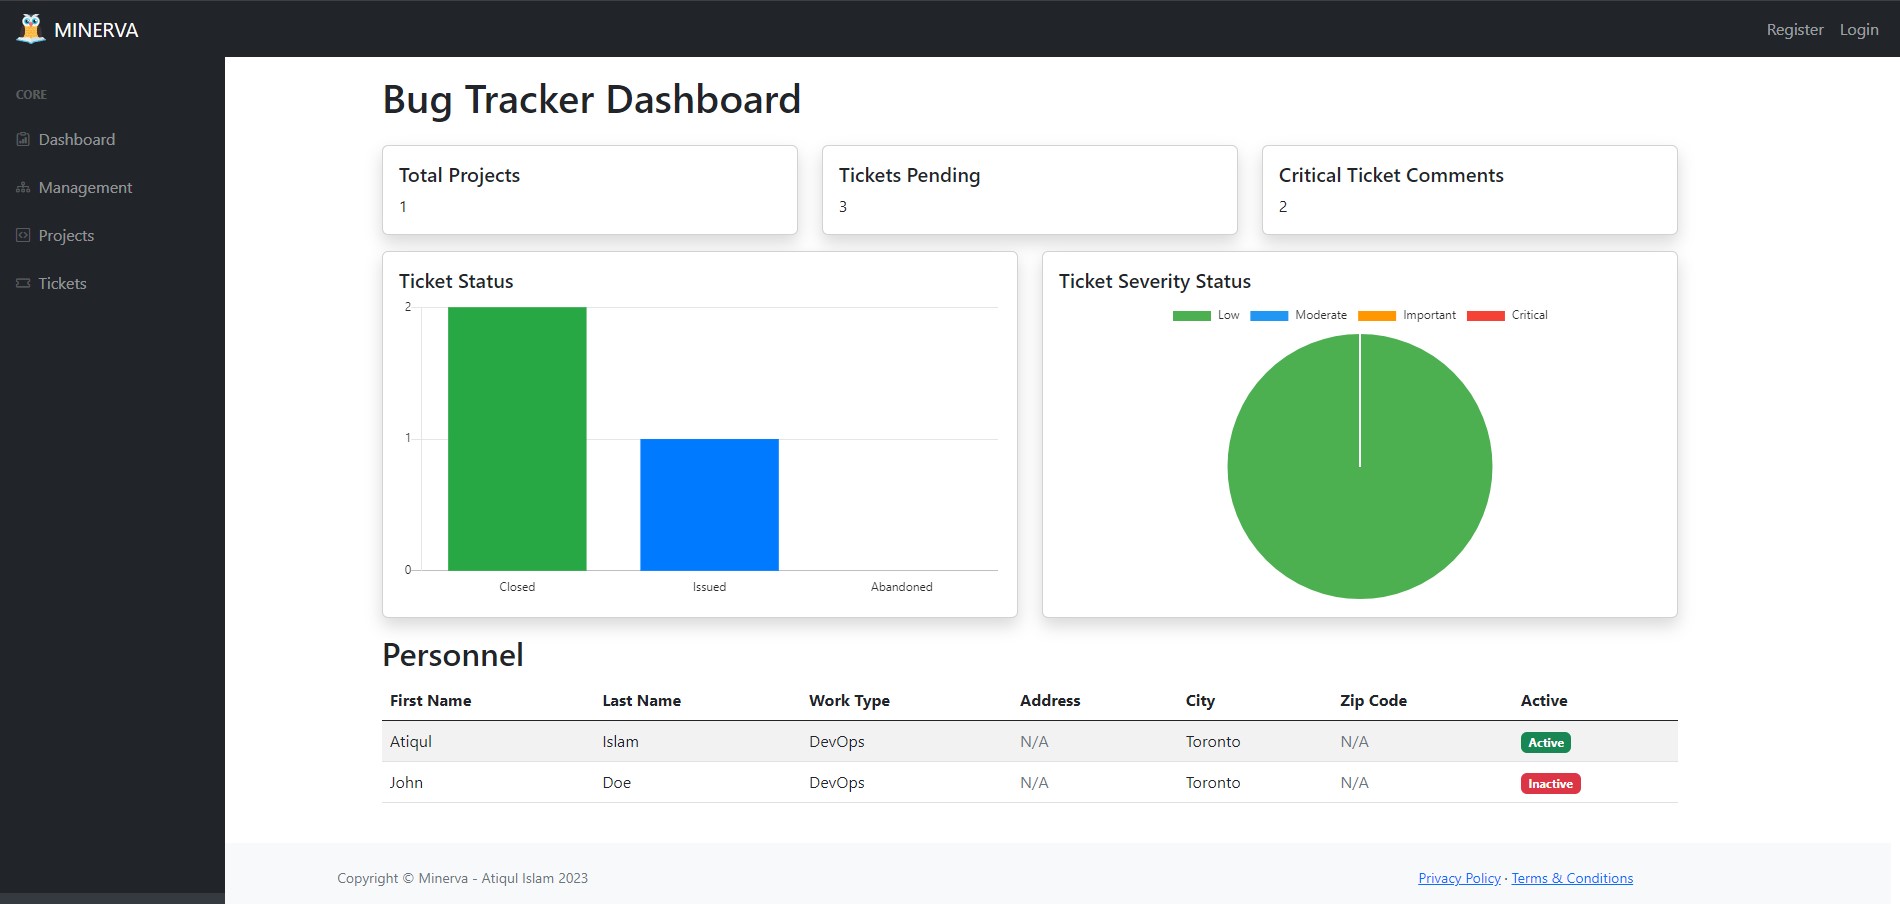 MINERVA
Register Login
CORE
Dashboard
Management
Projects
Tickets
Bug Tracker Dashboard
Total Projects
1
Tickets Pending
3
Critical Ticket Comments
2
Ticket Status
2
1
0
Closed Issued Abandoned
Ticket Severity Status
Low Moderate Important Critical
Personnel
First Name Last Name Work Type Address City Zip Code Active
Atiqul Islam DevOps N/A Toronto N/A Active
John Doe DevOps N/A Toronto N/A Inactive
Copyright © Minerva - Atiqul Islam 2023
Privacy Policy · Terms & Conditions